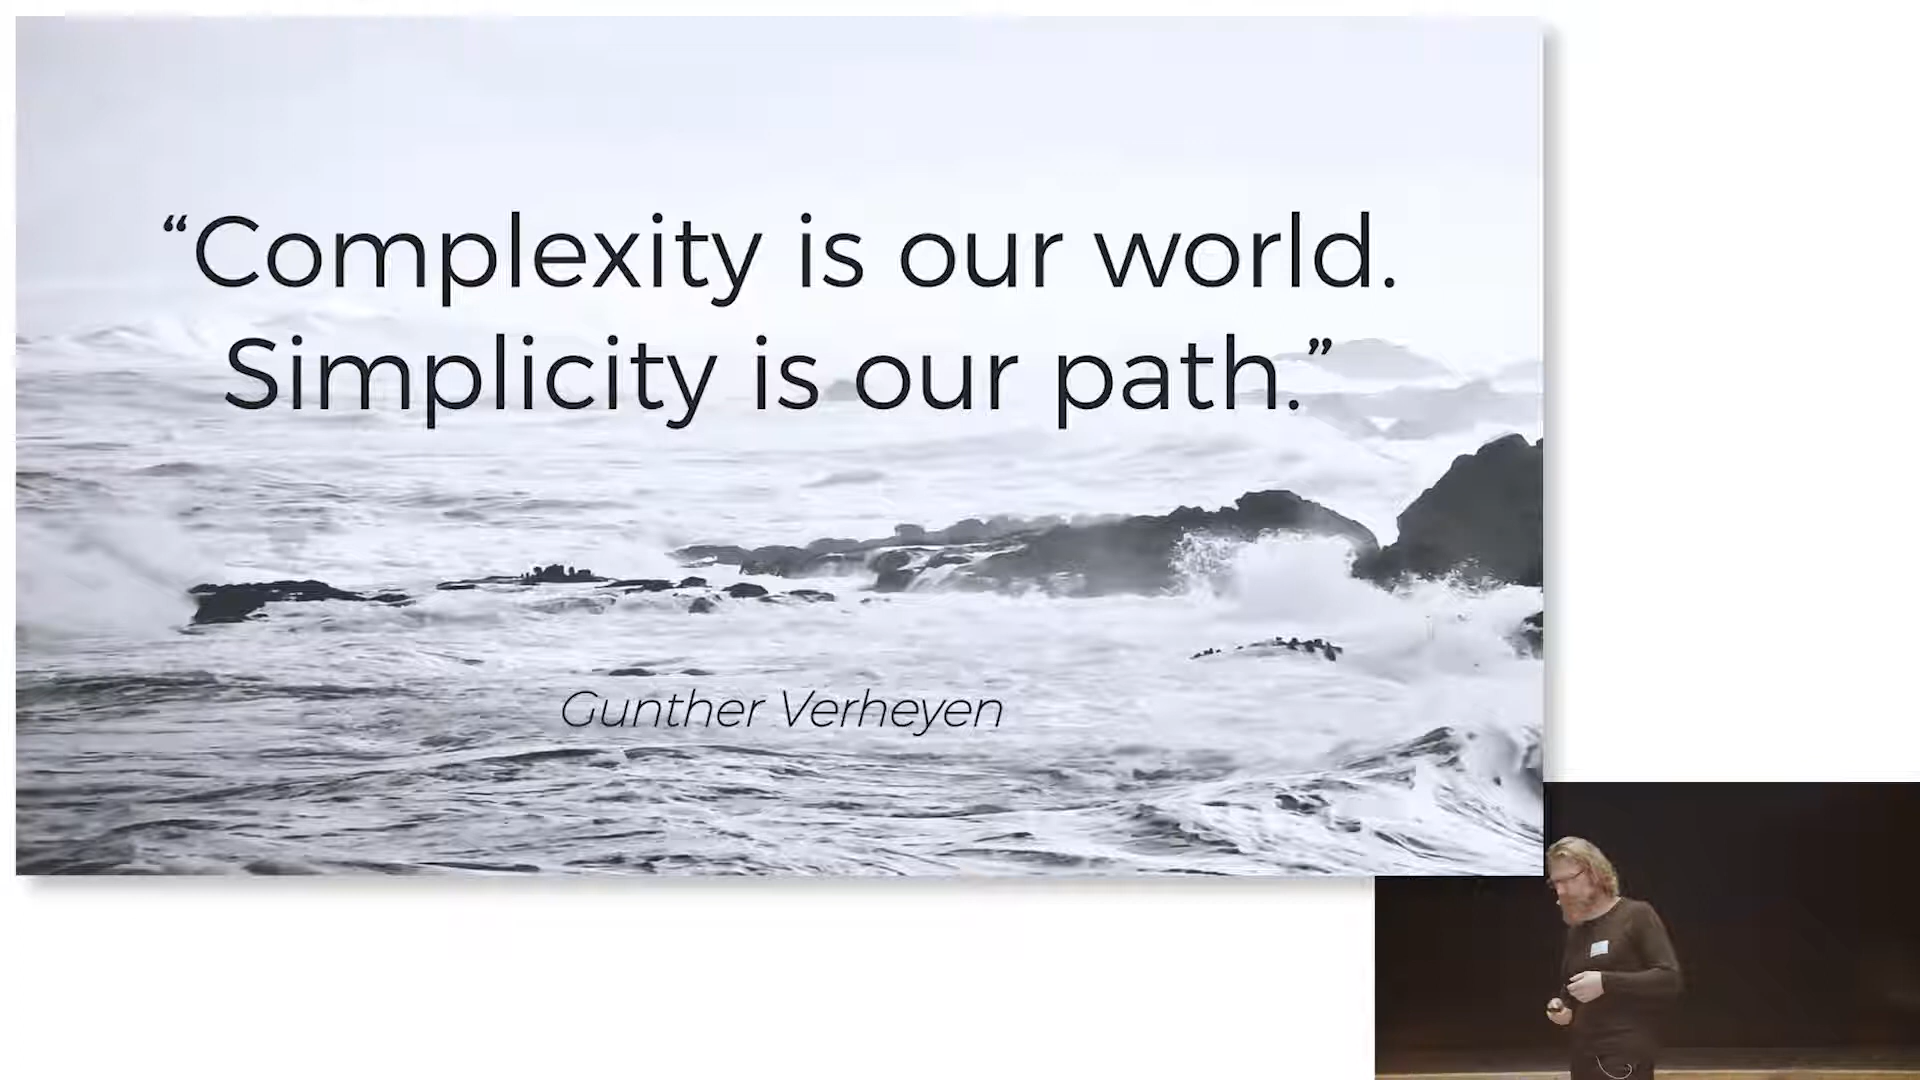 “Complexity is our world.
Simplicity is our path.”
Gunther Verheyen